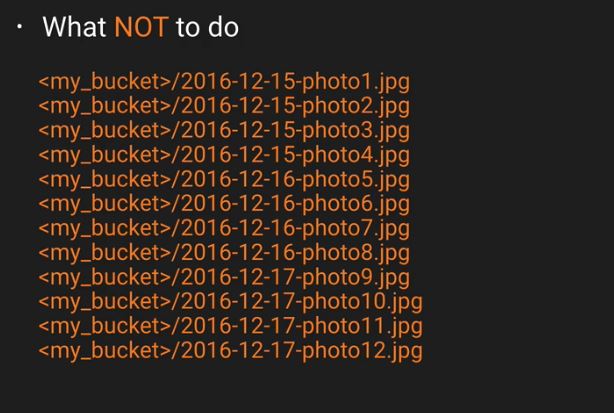 • What NOT to do
<my_bucket>/2016-12-15-photo1.jpg
<my_bucket>/2016-12-15-photo2.jpg
<my_bucket>/2016-12-15-photo3.jpg
<my_bucket>/2016-12-15-photo4.jpg
<my_bucket>/2016-12-16-photo5.jpg
<my_bucket>/2016-12-16-photo6.jpg
<my_bucket>/2016-12-16-photo7.jpg
<my_bucket>/2016-12-16-photo8.jpg
<my_bucket>/2016-12-17-photo9.jpg
<my_bucket>/2016-12-17-photo10.jpg
<my_bucket>/2016-12-17-photo11.jpg
<my_bucket>/2016-12-17-photo12.jpg